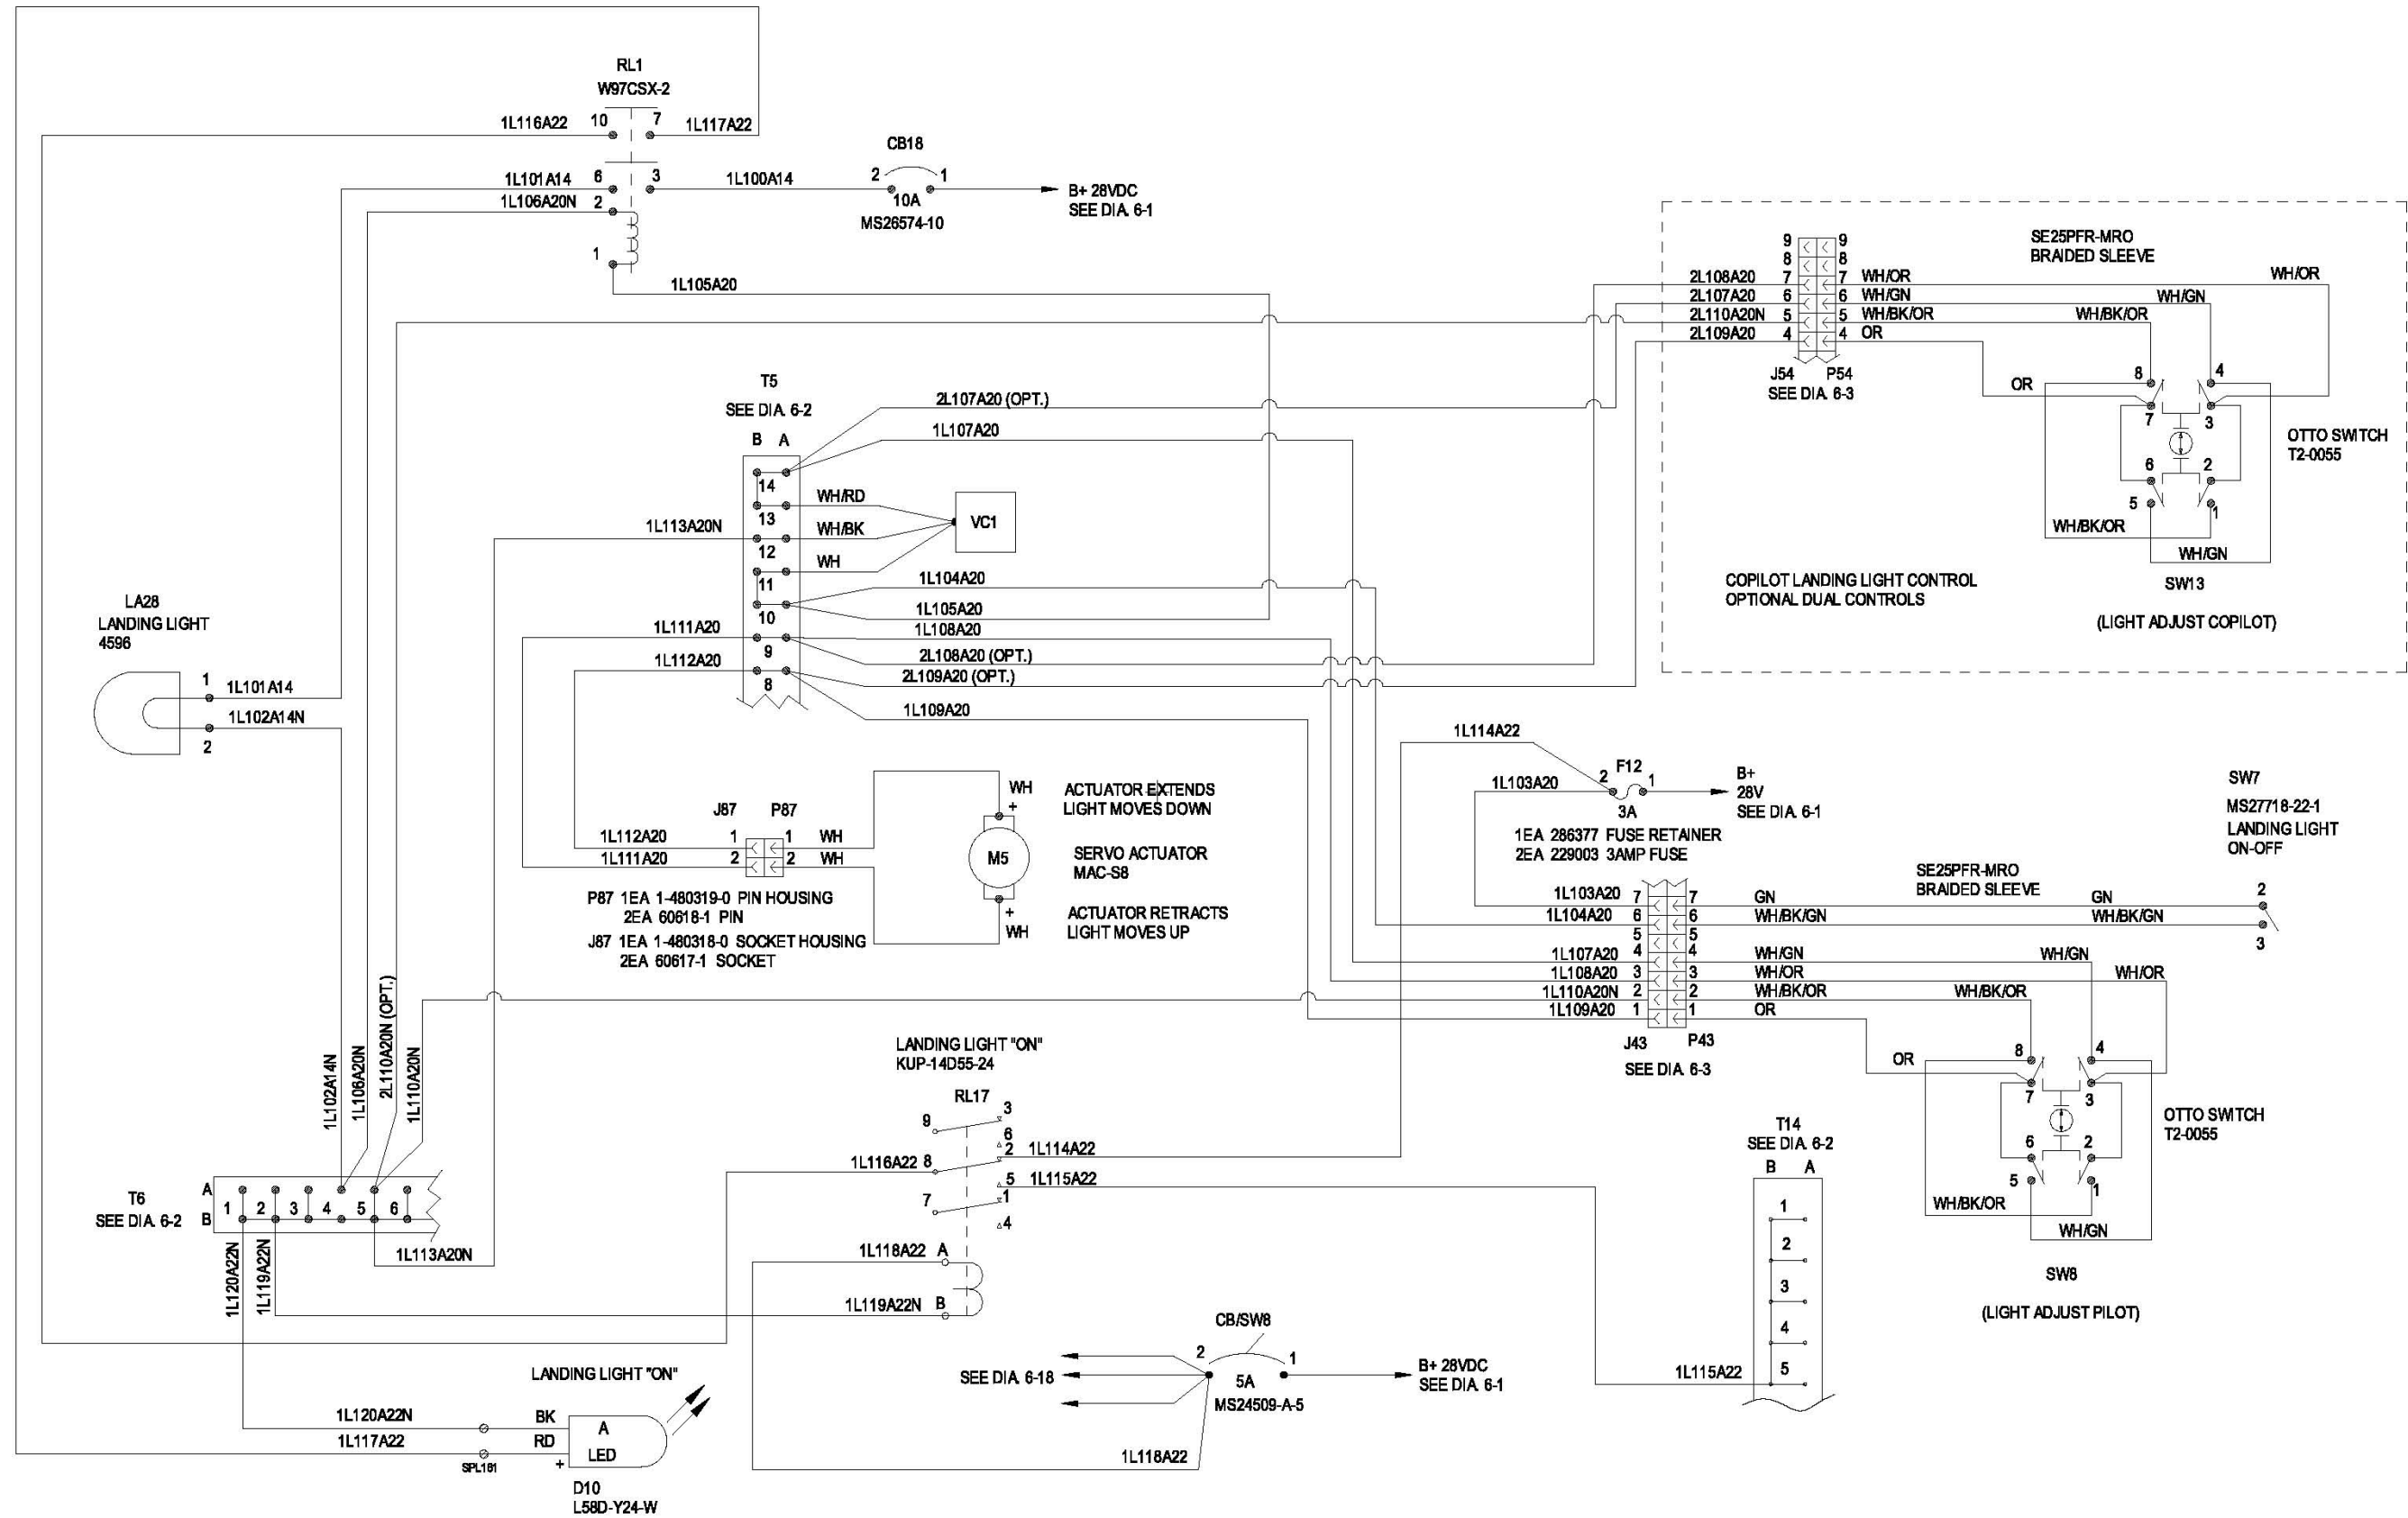 RL1
W97CSX-2
1L116A22 10 7 1L117A22
CB18
1L101A14 6 3 1L100A14 2 1
1L106A20N 2 10A
MS26574-10
B+ 28VDC
SEE DIA. 6-1
1
1L105A20
SE25PFR-MRO
BRAIDED SLEEVE
9 9
8 8
2L108A20 7 7 WH/OR WH/OR
2L107A20 6 6 WH/GN WH/GN
2L110A20N 5 5 WH/BK/OR WH/BK/OR
2L109A20 4 4 OR
J54 P54
SEE DIA. 6-3
OR 8 4
7 3
6 2
5 1
OTTO SWITCH
T2-0055
WH/BK/OR
WH/GN
SW13
(LIGHT ADJUST COPILOT)
COPILOT LANDING LIGHT CONTROL
OPTIONAL DUAL CONTROLS
T5
SEE DIA. 6-2
B A
2L107A20 (OPT.)
1L107A20
14
WH/RD
13
1L113A20N WH/BK
VC1
12
WH
11
1L104A20
10
1L105A20
1L111A20 1L108A20
9
2L108A20 (OPT.)
1L112A20
8
2L109A20 (OPT.)
1L109A20
LA28
LANDING LIGHT
4596
1 1L101A14
1L102A14N
2
J87 P87
1L112A20 1 1 WH
1L111A20 2 2 WH
P87 1EA 1-480319-0 PIN HOUSING
2EA 60618-1 PIN
J87 1EA 1-480318-0 SOCKET HOUSING
2EA 60617-1 SOCKET
WH
+
M5
+
WH
ACTUATOR EXTENDS
LIGHT MOVES DOWN
SERVO ACTUATOR
MAC-S8
ACTUATOR RETRACTS
LIGHT MOVES UP
1L114A22
1L103A20 2 F12 1
3A
B+
28V
SEE DIA. 6-1
1EA 286377 FUSE RETAINER
2EA 229003 3AMP FUSE
SW7
MS27718-22-1
LANDING LIGHT
ON-OFF
SE25PFR-MRO
BRAIDED SLEEVE
1L103A20 7 7 GN GN 2
1L104A20 6 6 WH/BK/GN WH/BK/GN
5 5
3
1L107A20 4 4 WH/GN WH/GN
1L108A20 3 3 WH/OR WH/OR
1L110A20N 2 2 WH/BK/OR WH/BK/OR
1L109A20 1 1 OR
J43 P43
SEE DIA. 6-3
OR 8 4
7 3
6 2
5 1
OTTO SWITCH
T2-0055
WH/BK/OR
WH/GN
SW8
(LIGHT ADJUST PILOT)
1L102A14N
1L106A20N
2L110A20N (OPT.)
1L110A20N
T6
SEE DIA. 6-2
A
B
1 2 3 4 5 6
1L120A22N
1L119A22N
1L113A20N
LANDING LIGHT "ON"
KUP-14D55-24
RL17
9 3
6
2 1L114A22
1L116A22 8
5 1L115A22
7 1
4
1L118A22 A
1L119A22N B
T14
SEE DIA. 6-2
B A
1
2
3
4
1L115A22 5
CB/SW8
2 1
SEE DIA. 6-18
5A
MS24509-A-5
B+ 28VDC
SEE DIA. 6-1
1L118A22
LANDING LIGHT "ON"
1L120A22N BK A
1L117A22 RD LED
SPL161 +
D10
L58D-Y24-W